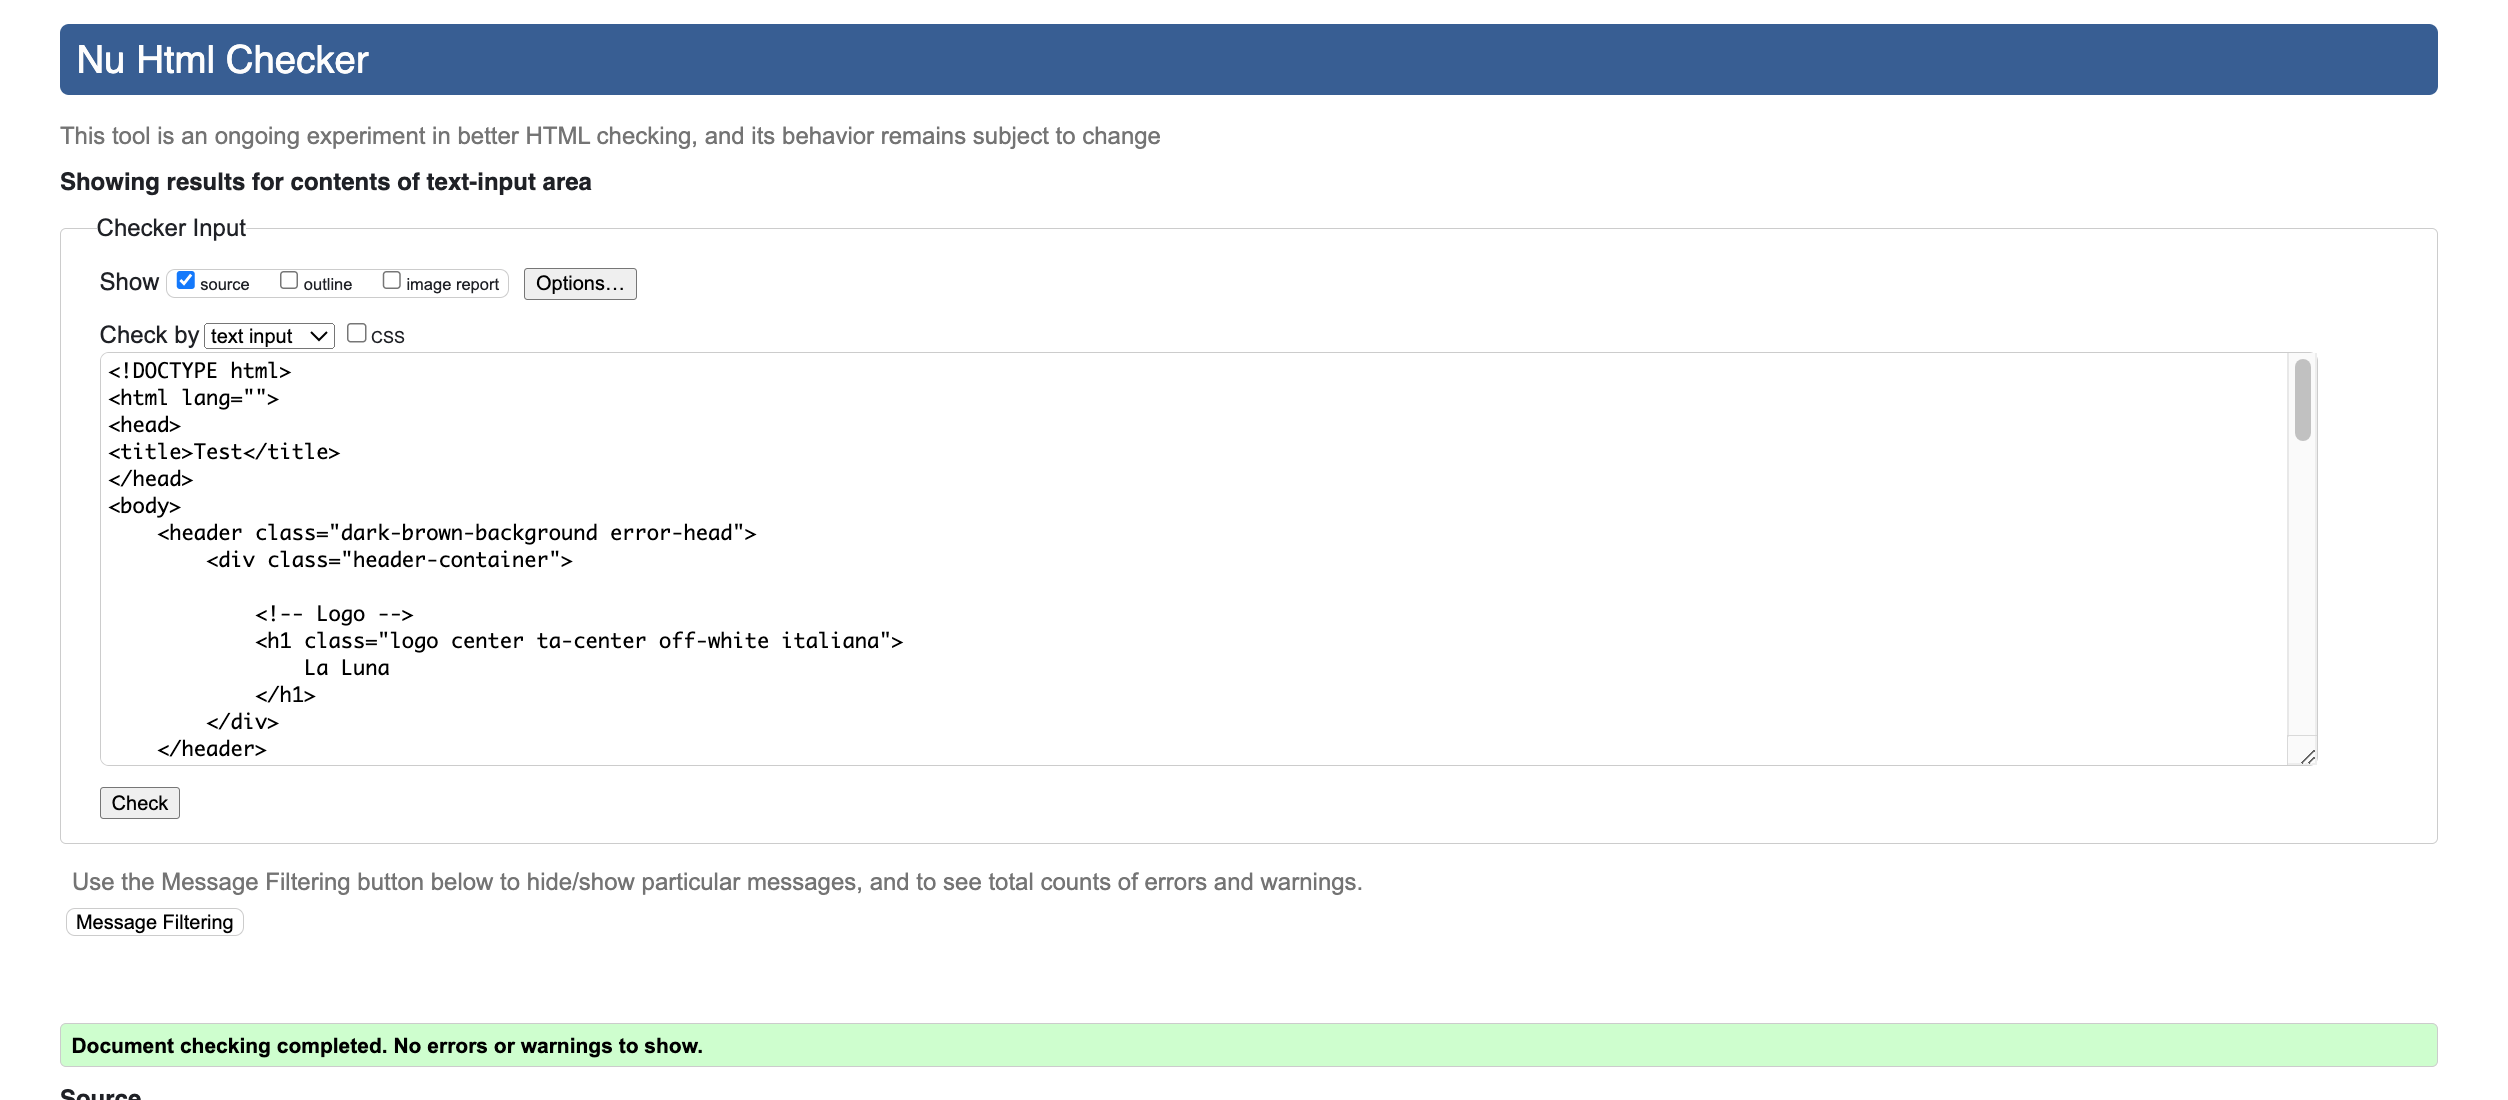 Nu Html Checker
This tool is an ongoing experiment in better HTML checking, and its behavior remains subject to change
Showing results for contents of text-input area
Checker Input
Show source outline image report Options...
Check by text input css
<!DOCTYPE html>
<html lang="">
<head>
<title>Test</title>
</head>
<body>
    <header class="dark-brown-background error-head">
        <div class="header-container">

            <!-- Logo -->
            <h1 class="logo center ta-center off-white italiana">
                La Luna
            </h1>
        </div>
    </header>
Check
Use the Message Filtering button below to hide/show particular messages, and to see total counts of errors and warnings.
Message Filtering
Document checking completed. No errors or warnings to show.
Source